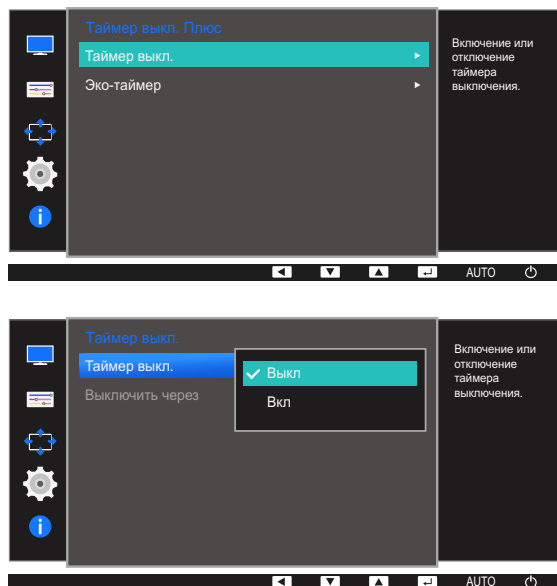 Таймер выкл. Плюс
Таймер выкл.
Эко-таймер
Включение или
отключение
таймера
выключения.
AUTO
Таймер выкл.
Таймер выкл.
Выключить через
Выкл
Вкл
Включение или
отключение
таймера
выключения.
AUTO